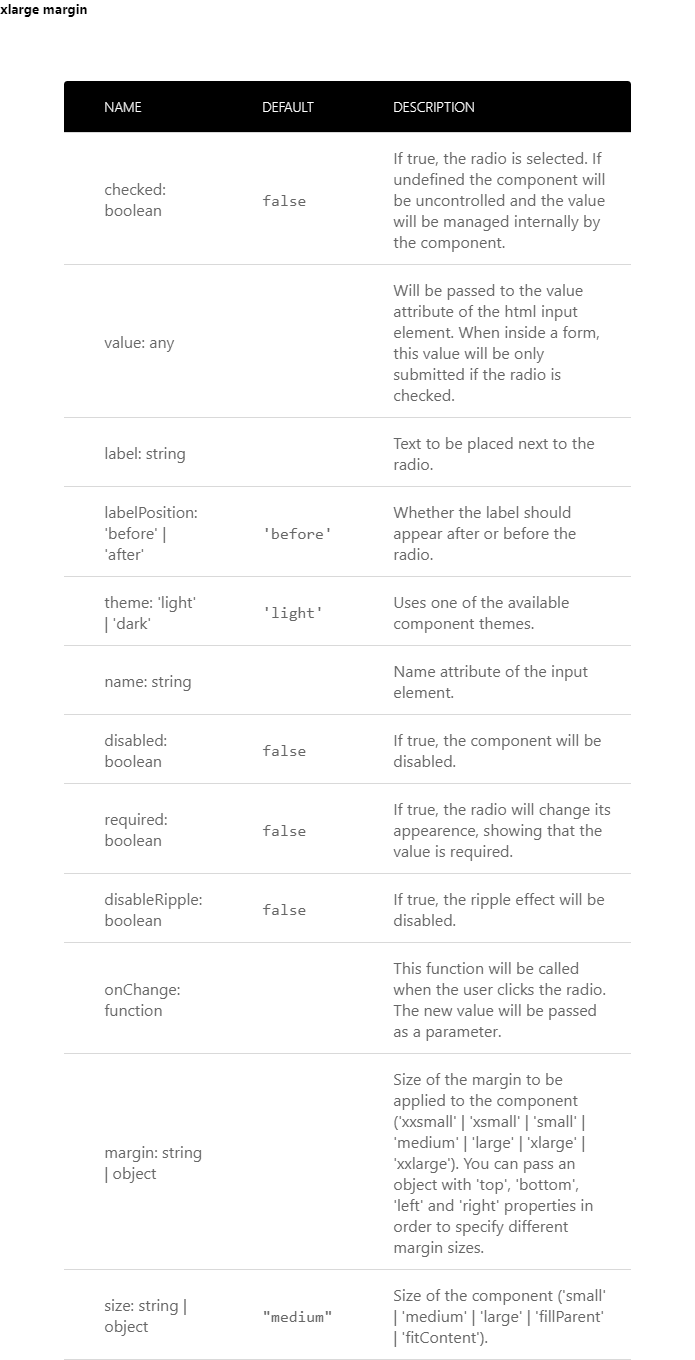 xlarge margin
NAME DEFAULT DESCRIPTION
checked:
boolean
false
If true, the radio is selected. If
undefined the component will
be uncontrolled and the value
will be managed internally by
the component.
value: any
Will be passed to the value
attribute of the html input
element. When inside a form,
this value will be only
submitted if the radio is
checked.
label: string
Text to be placed next to the
radio.
labelPosition:
'before' |
'after'
'before'
Whether the label should
appear after or before the
radio.
theme: 'light'
| 'dark'
'light'
Uses one of the available
component themes.
name: string
Name attribute of the input
element.
disabled:
boolean
false
If true, the component will be
disabled.
required:
boolean
false
If true, the radio will change its
appearence, showing that the
value is required.
disableRipple:
boolean
false
If true, the ripple effect will be
disabled.
onChange:
function
This function will be called
when the user clicks the radio.
The new value will be passed
as a parameter.
margin: string
| object
Size of the margin to be
applied to the component
('xxsmall' | 'xsmall' | 'small' |
'medium' | 'large' | 'xlarge' |
'xxlarge'). You can pass an
object with 'top', 'bottom',
'left' and 'right' properties in
order to specify different
margin sizes.
size: string |
object
"medium"
Size of the component ('small'
| 'medium' | 'large' | 'fillParent'
| 'fitContent').